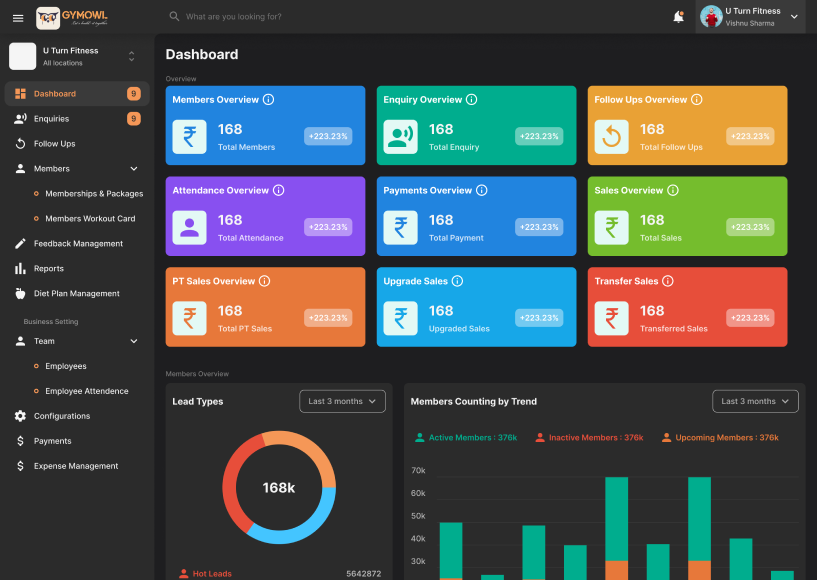 GYMOWL
What are you looking for?
U Turn Fitness
Vishnu Sharma
U Turn Fitness
All locations
Dashboard 9
Enquiries 9
Follow Ups
Members
Memberships & Packages
Members Workout Card
Feedback Management
Reports
Diet Plan Management
Business Setting
Team
Employees
Employee Attendence
Configurations
Payments
Expense Management
Dashboard
Overview
Members Overview
168
Total Members
+223.23%
Enquiry Overview
168
Total Enquiry
+223.23%
Follow Ups Overview
168
Total Follow Ups
+223.23%
Attendance Overview
168
Total Attendance
+223.23%
Payments Overview
168
Total Payment
+223.23%
Sales Overview
168
Total Sales
+223.23%
PT Sales Overview
168
Total PT Sales
+223.23%
Upgrade Sales
168
Upgraded Sales
+223.23%
Transfer Sales
168
Transferred Sales
+223.23%
Members Overview
Lead Types
Last 3 months
168k
Hot Leads 5642872
Members Counting by Trend
Last 3 months
Active Members : 376k
Inactive Members : 376k
Upcoming Members : 376k
70k
60k
50k
40k
30k